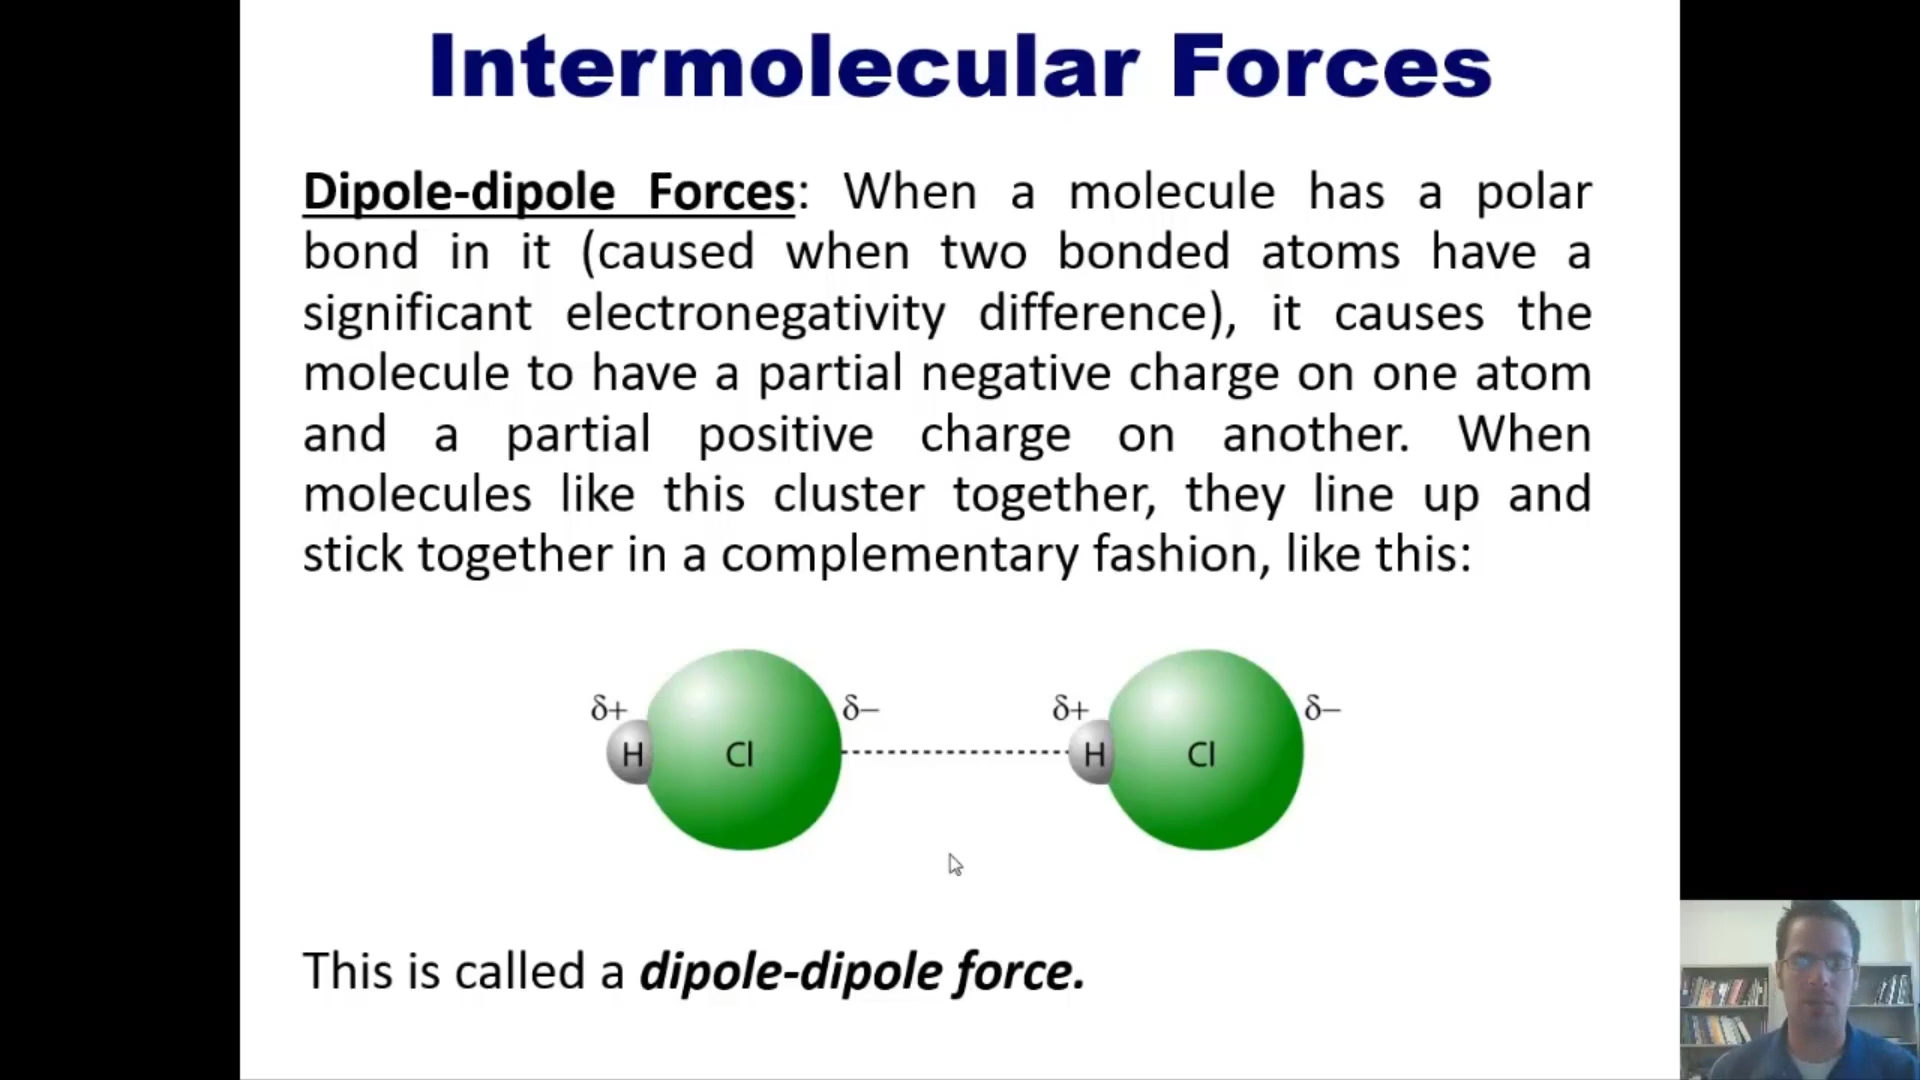 Intermolecular Forces
Dipole-dipole Forces: When a molecule has a polar
bond in it (caused when two bonded atoms have a
significant electronegativity difference), it causes the
molecule to have a partial negative charge on one atom
and a partial positive charge on another. When
molecules like this cluster together, they line up and
stick together in a complementary fashion, like this:
δ+ δ− δ+ δ−
H Cl H Cl
This is called a dipole-dipole force.